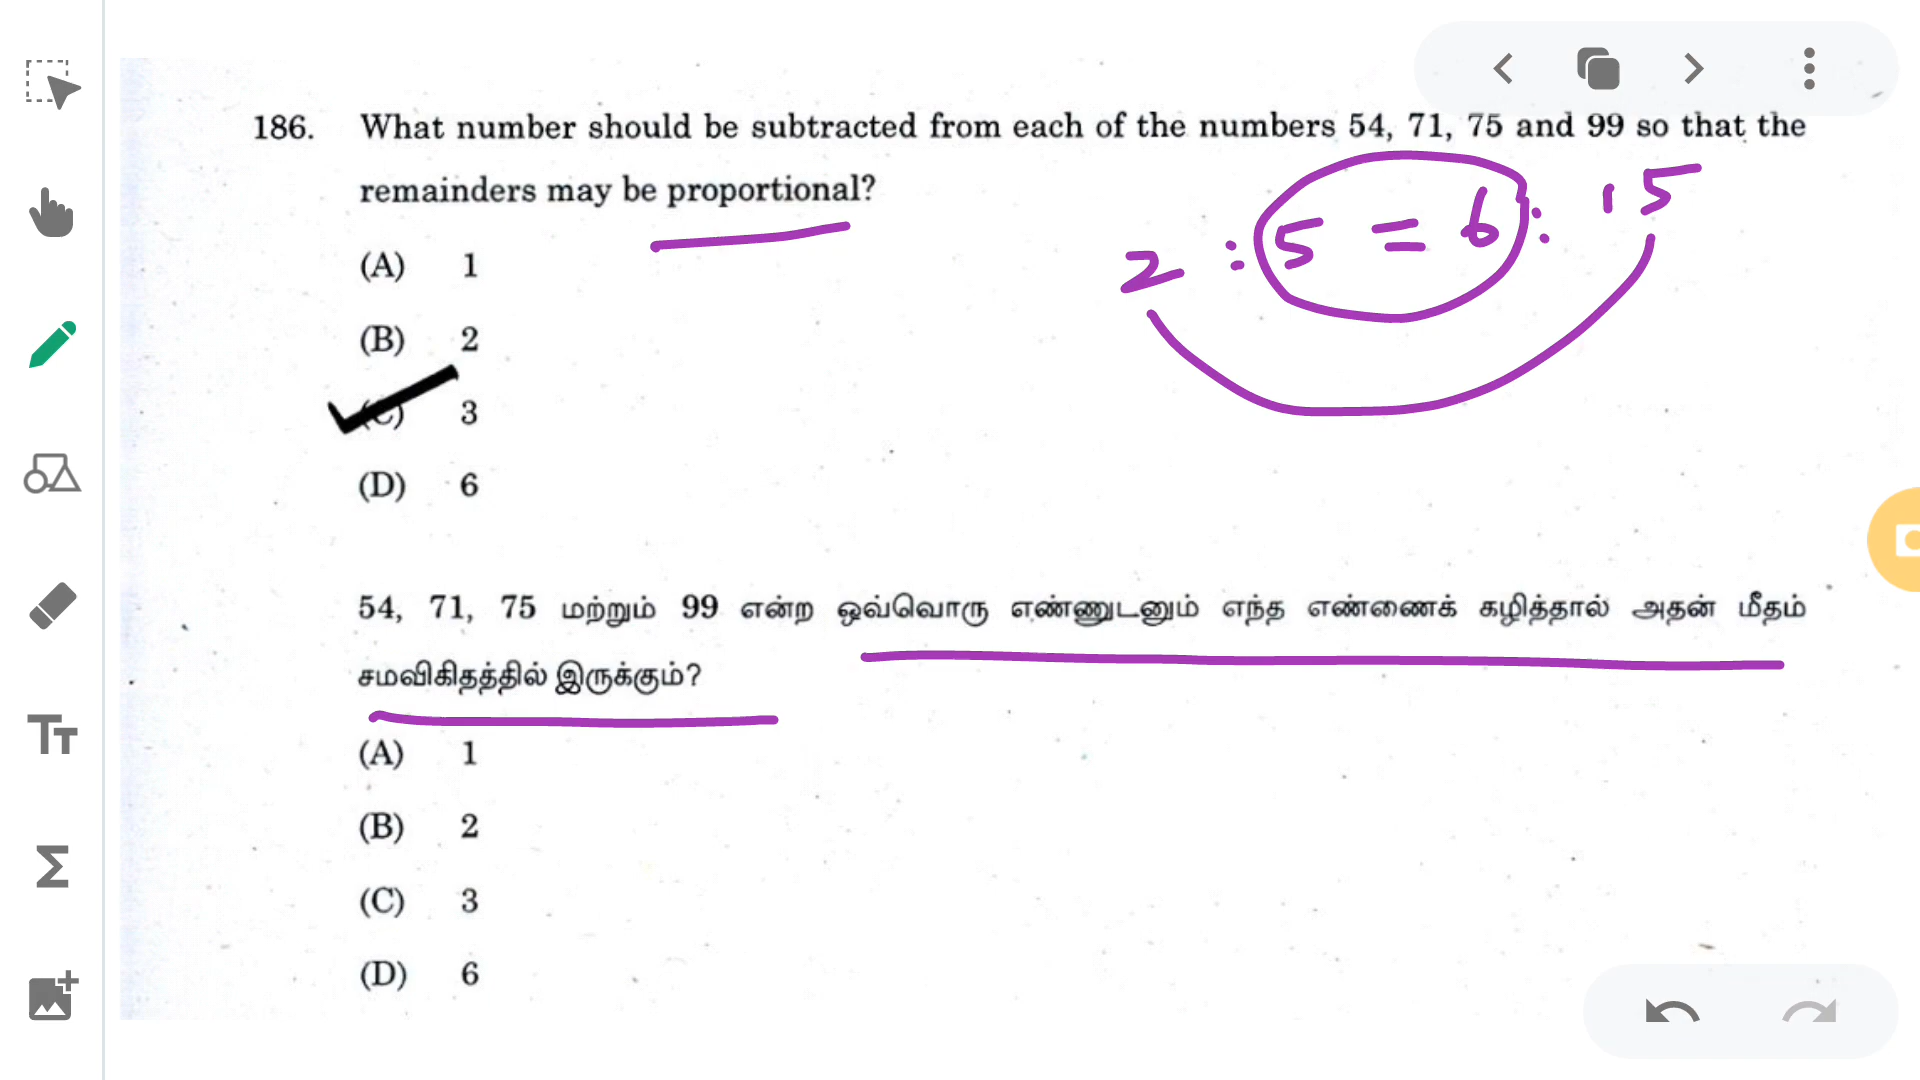 186. What number should be subtracted from each of the numbers 54, 71, 75 and 99 so that the
remainders may be proportional?
2 : 5 = 6 : 15
(A) 1
(B) 2
(C) 3
(D) 6
54, 71, 75 மற்றும் 99 என்ற ஒவ்வொரு எண்ணுடனும் எந்த எண்ணைக் கழித்தால் அதன் மீதம்
சமவிகிதத்தில் இருக்கும்?
(A) 1
(B) 2
(C) 3
(D) 6
Tт
Σ